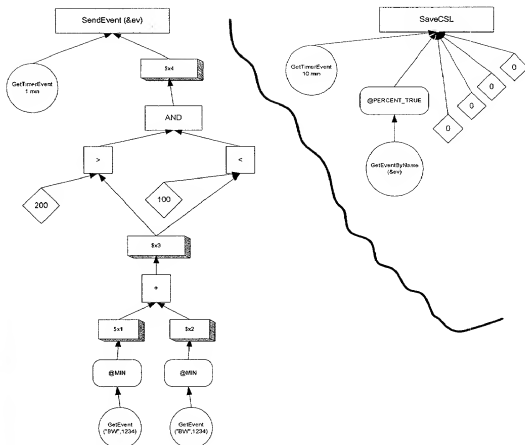 SendEvent (&ev)
GetTimerEvent
1 min
$x4
AND
>
<
200
100
$x3
+
$x1
$x2
@MIN
@MIN
GetEvent
("BW",1234)
GetEvent
("BW",1234)
SaveCSL
GetTimerEvent
10 min
@PERCENT_TRUE
GetEventByName
(&ev)
0
0
0
0